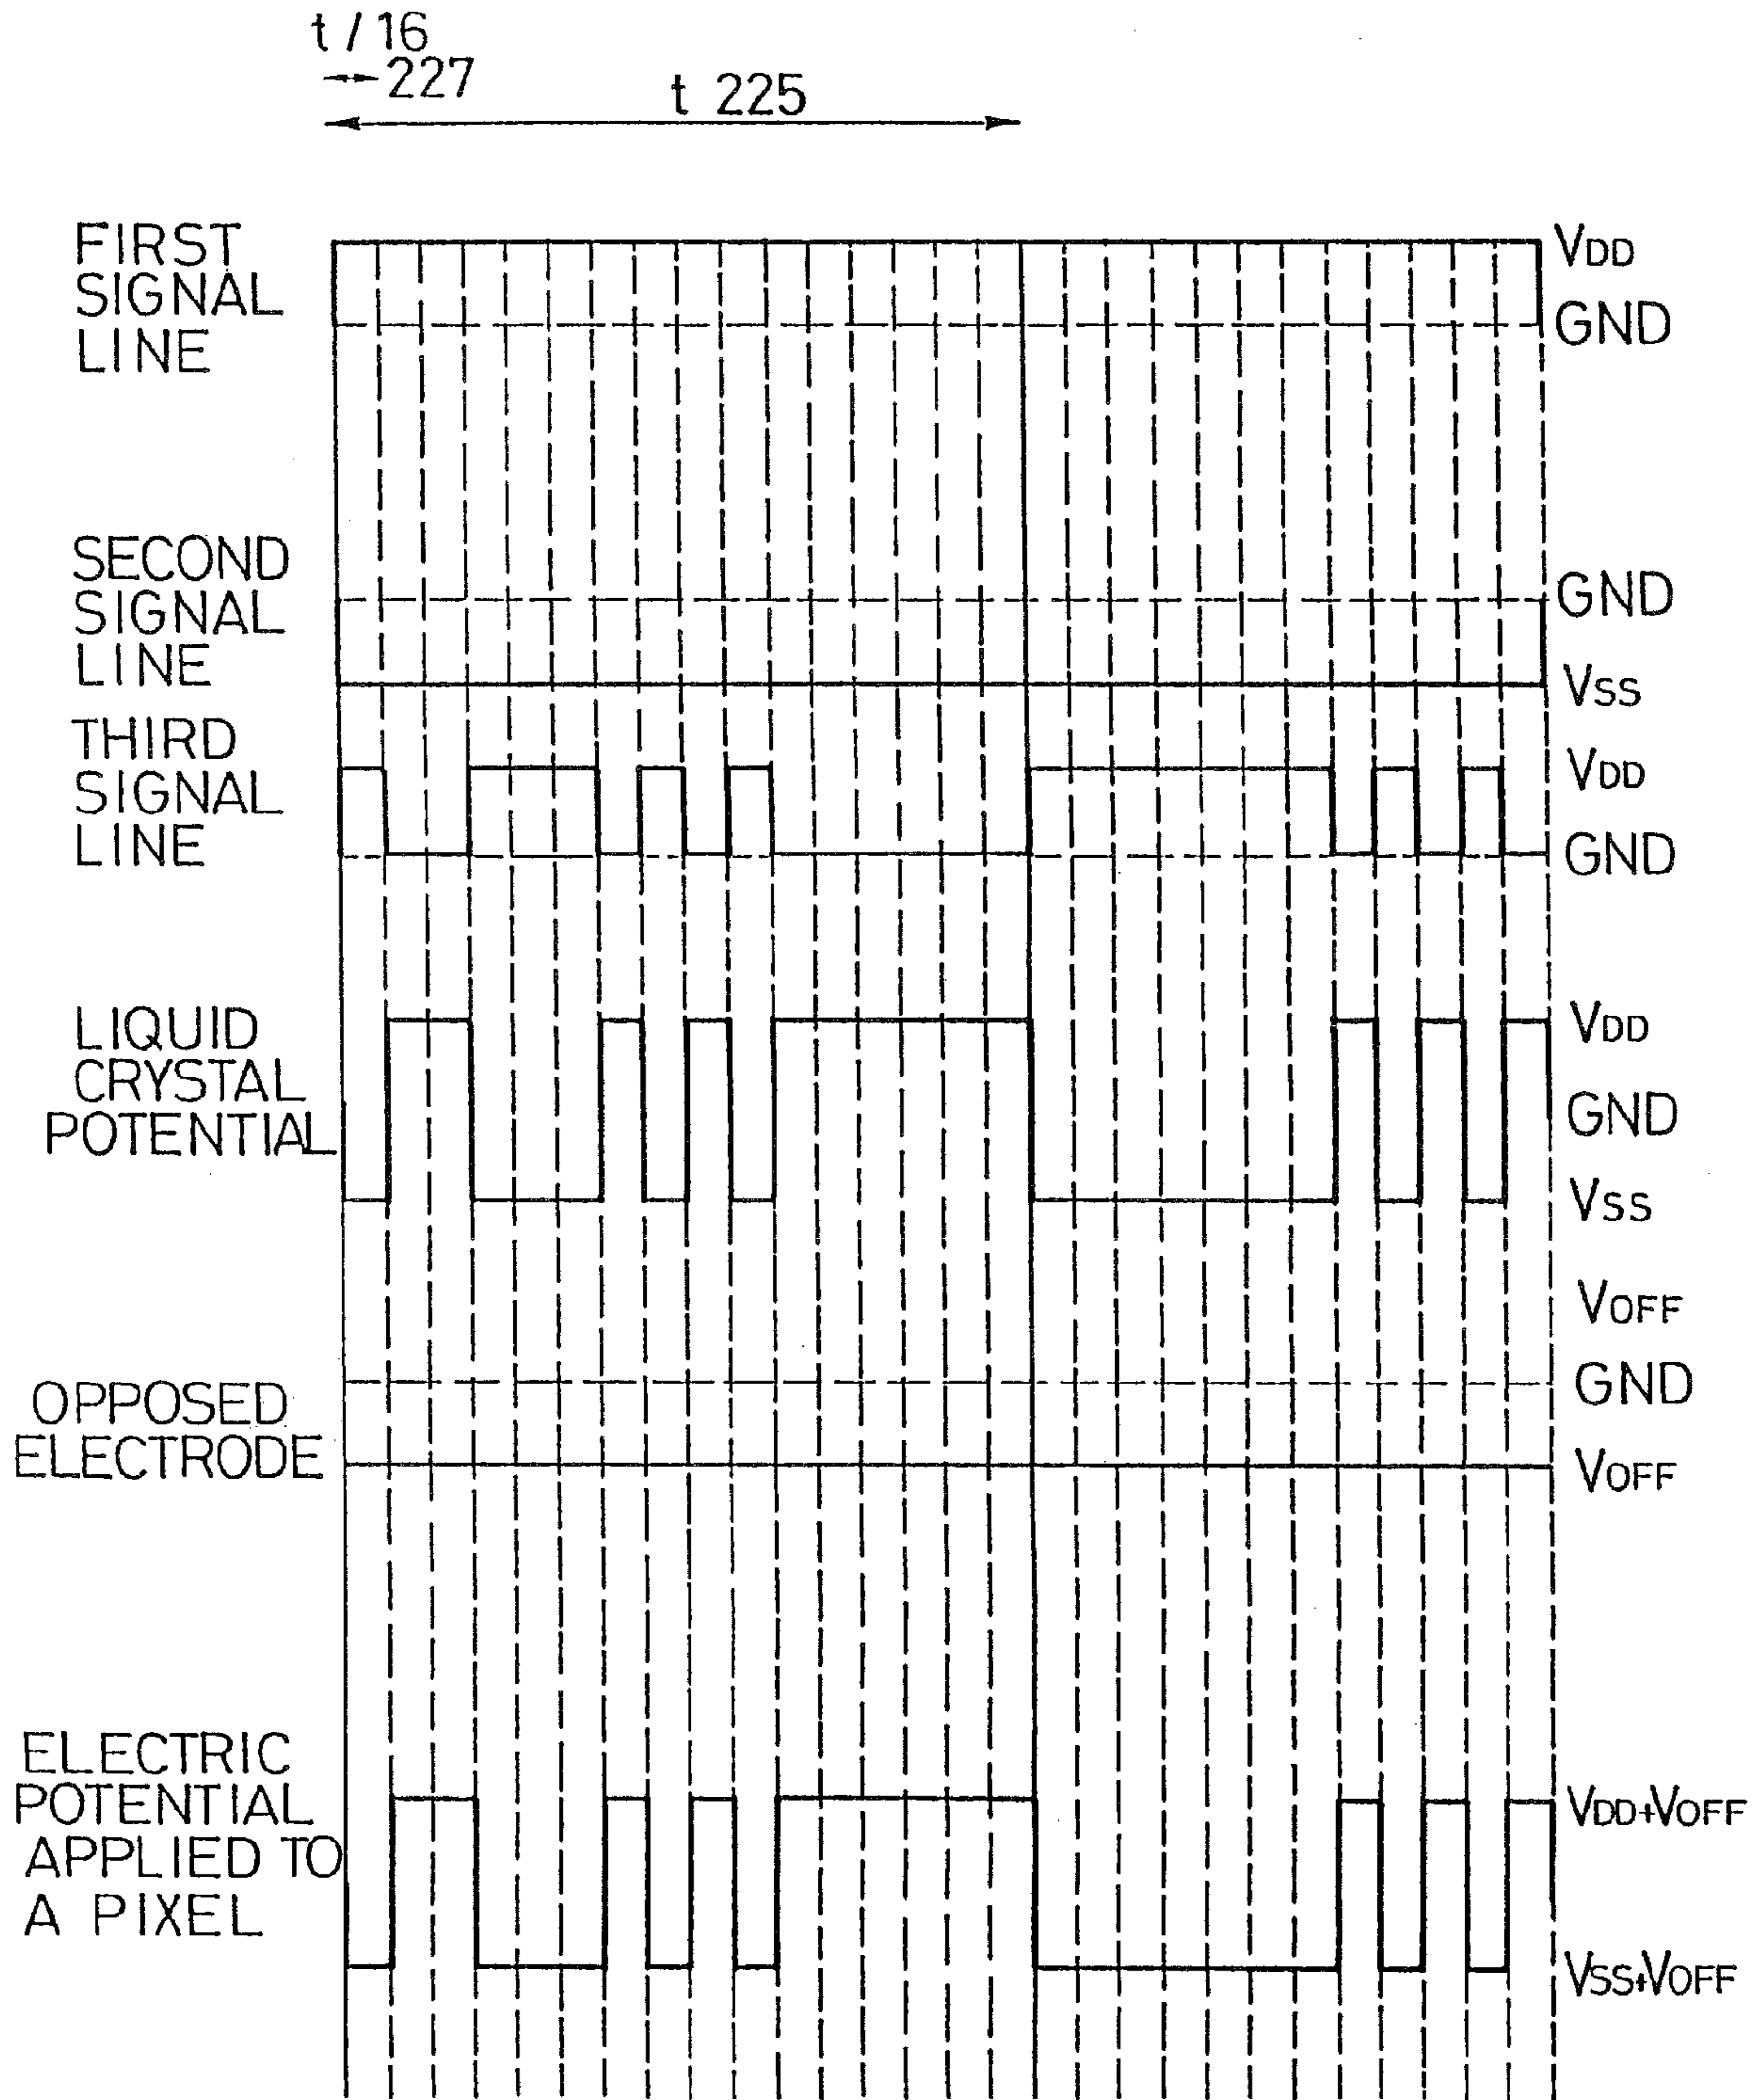 t / 16
227
t 225
FIRST
SIGNAL
LINE
VDD
GND
SECOND
SIGNAL
LINE
GND
VSS
THIRD
SIGNAL
LINE
VDD
GND
LIQUID
CRYSTAL
POTENTIAL
VDD
GND
VSS
VOFF
GND
OPPOSED
ELECTRODE
VOFF
ELECTRIC
POTENTIAL
APPLIED TO
A PIXEL
VDD+VOFF
VSS+VOFF